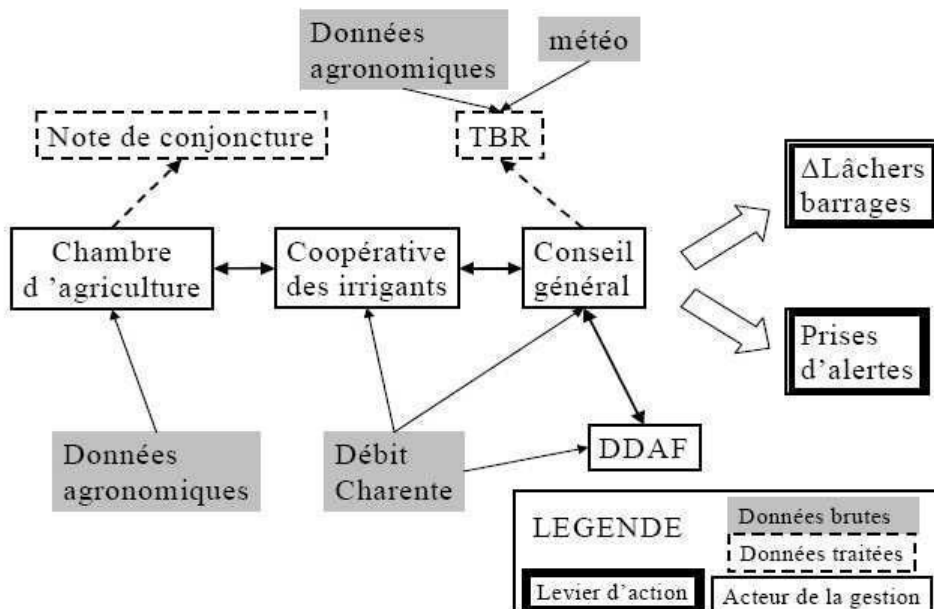 Données
agronomiques
météo
Note de conjoncture
TBR
ΔLâchers
barrages
Chambre
d ’agriculture
Coopérative
des irrigants
Conseil
général
Prises
d’alertes
Données
agronomiques
Débit
Charente
DDAF
LEGENDE
Données brutes
Données traitées
Levier d’action
Acteur de la gestion